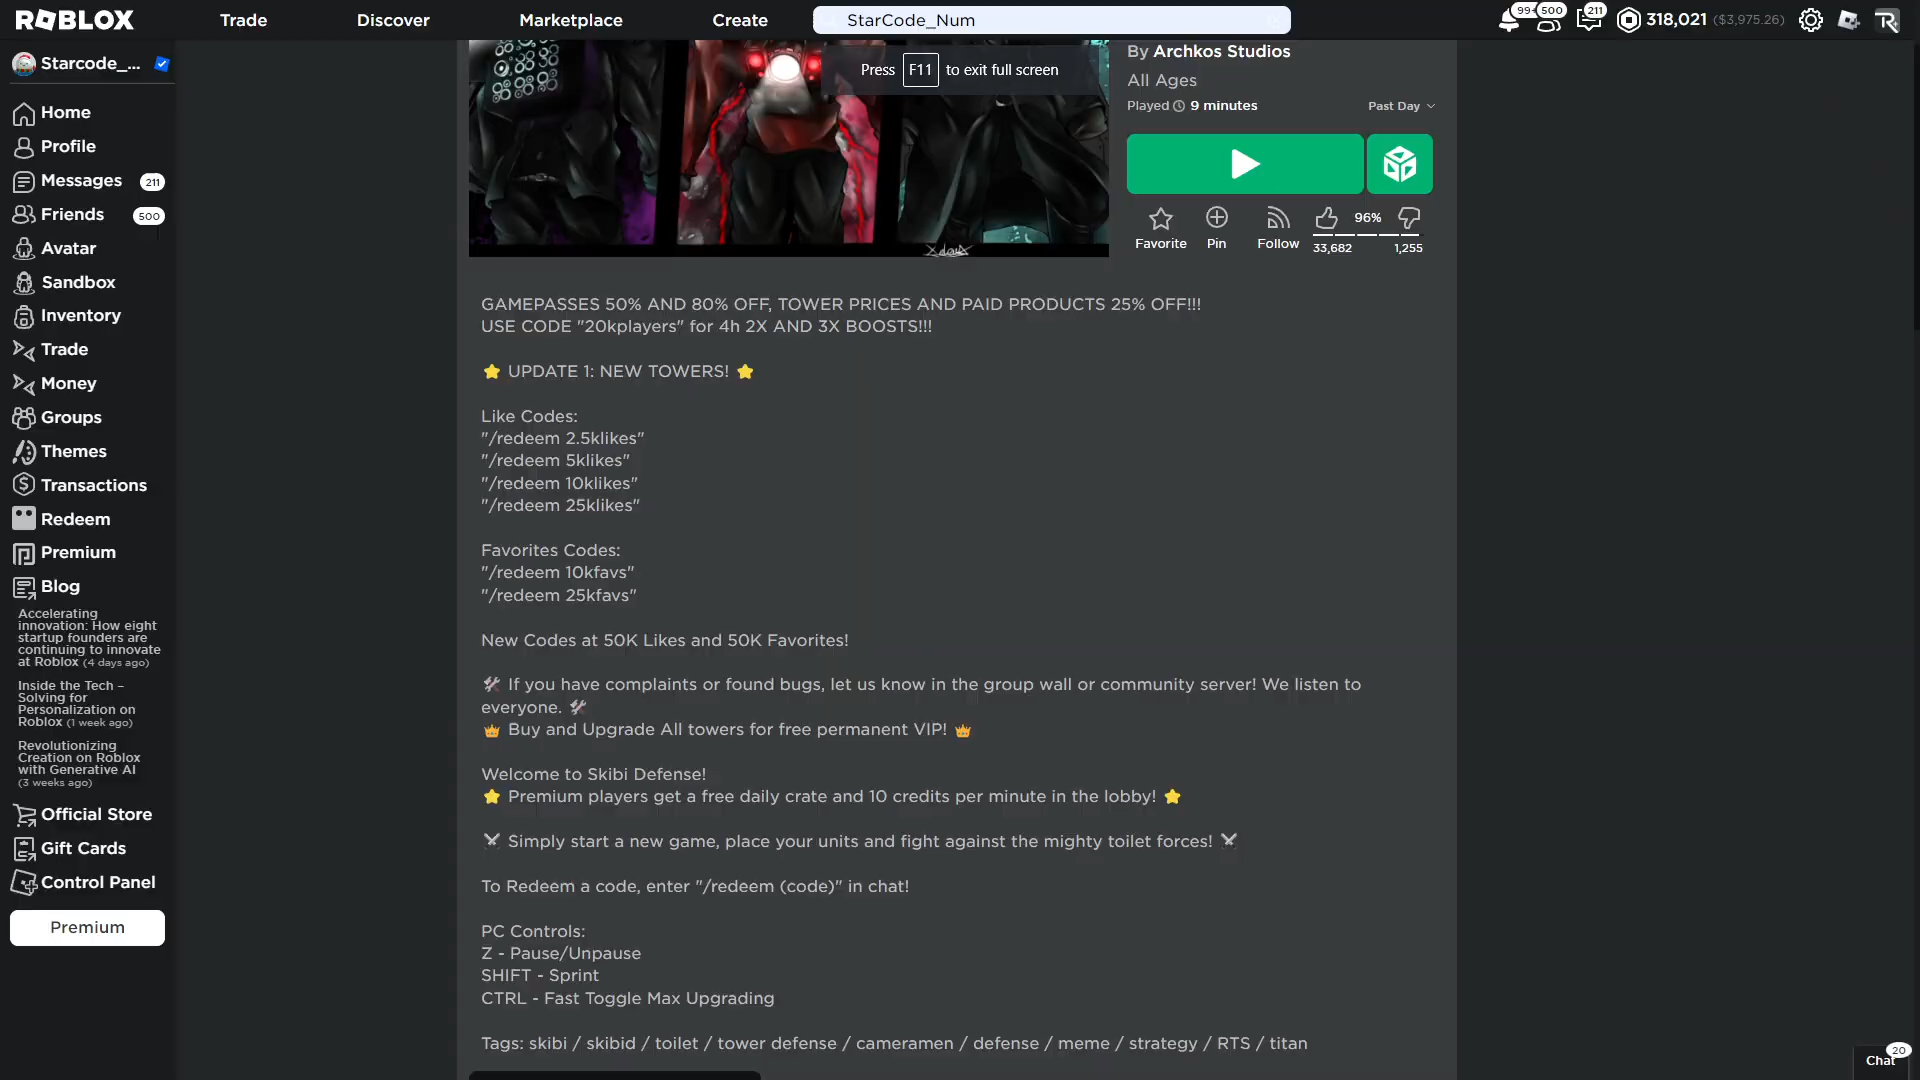 ROBLOX
Trade
Discover
Marketplace
Create
StarCode_Num
99+
500
211
318,021 ($3,975.26)
Starcode_...
Home
Profile
Messages 211
Friends 500
Avatar
Sandbox
Inventory
Trade
Money
Groups
Themes
Transactions
Redeem
Premium
Blog
Accelerating
innovation: How eight
startup founders are
continuing to innovate
at Roblox (4 days ago)
Inside the Tech –
Solving for
Personalization on
Roblox (1 week ago)
Revolutionizing
Creation on Roblox
with Generative AI
(3 weeks ago)
Official Store
Gift Cards
Control Panel
Premium
Press F11 to exit full screen
By Archkos Studios
All Ages
Played 9 minutes
Past Day
Favorite
Pin
Follow
96%
33,682
1,255
GAMEPASSES 50% AND 80% OFF, TOWER PRICES AND PAID PRODUCTS 25% OFF!!!
USE CODE "20kplayers" for 4h 2X AND 3X BOOSTS!!!
⭐ UPDATE 1: NEW TOWERS! ⭐
Like Codes:
"/redeem 2.5klikes"
"/redeem 5klikes"
"/redeem 10klikes"
"/redeem 25klikes"
Favorites Codes:
"/redeem 10kfavs"
"/redeem 25kfavs"
New Codes at 50K Likes and 50K Favorites!
🛠 If you have complaints or found bugs, let us know in the group wall or community server! We listen to
everyone. 🛠
👑 Buy and Upgrade All towers for free permanent VIP! 👑
Welcome to Skibi Defense!
⭐ Premium players get a free daily crate and 10 credits per minute in the lobby! ⭐
⚔ Simply start a new game, place your units and fight against the mighty toilet forces! ⚔
To Redeem a code, enter "/redeem (code)" in chat!
PC Controls:
Z - Pause/Unpause
SHIFT - Sprint
CTRL - Fast Toggle Max Upgrading
Tags: skibi / skibid / toilet / tower defense / cameramen / defense / meme / strategy / RTS / titan
Chat 20